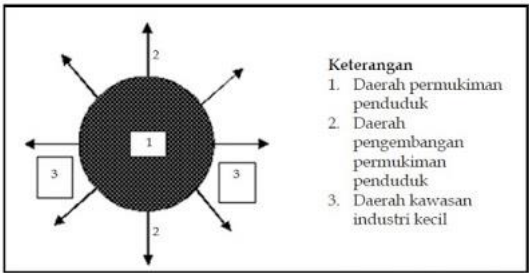 2
1
3
3
2
Keterangan
1. Daerah permukiman
penduduk
2. Daerah
pengembangan
permukiman
penduduk
3. Daerah kawasan
industri kecil